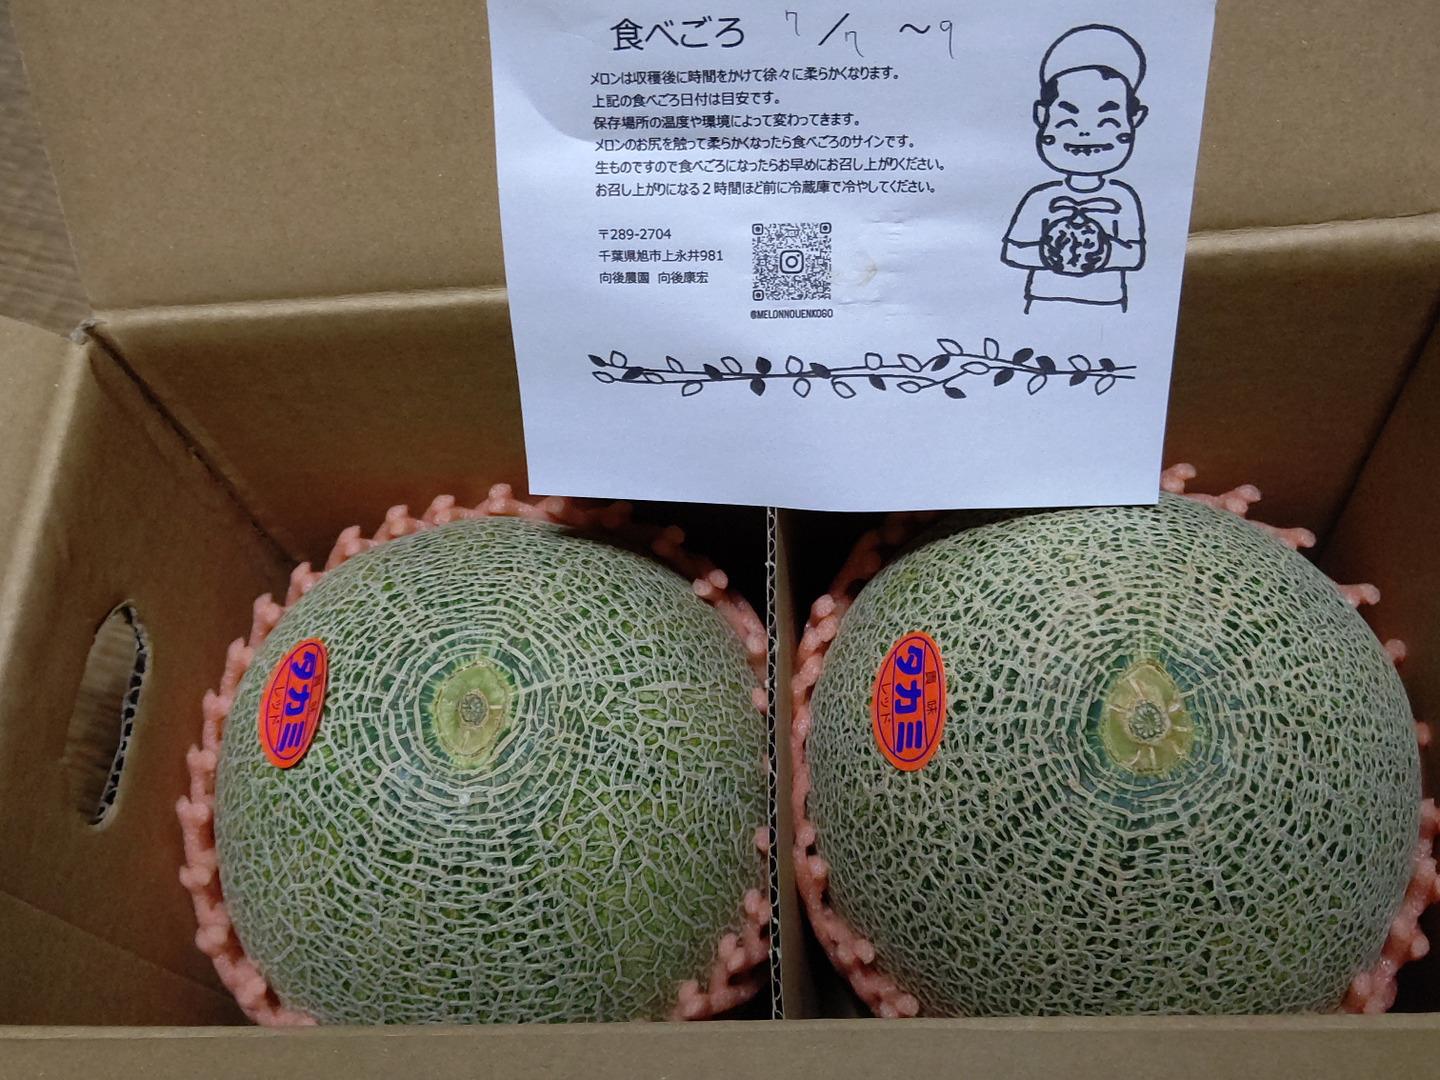 食べごろ 7/7 〜9
メロンは収穫後に時間をかけて徐々に柔らかくなります。
上記の食べごろ日付は目安です。
保存場所の温度や環境によって変わってきます。
メロンのお尻を触って柔らかくなったら食べごろのサインです。
生ものですので食べごろになったらお早めにお召し上がりください。
お召し上がりになる2時間ほど前に冷蔵庫で冷やしてください。
〒289-2704
千葉県旭市上永井981
向後農園 向後康宏
@MELONNOUENKOGO
貴味
タカミ
レッド
貴味
タカミ
レッド